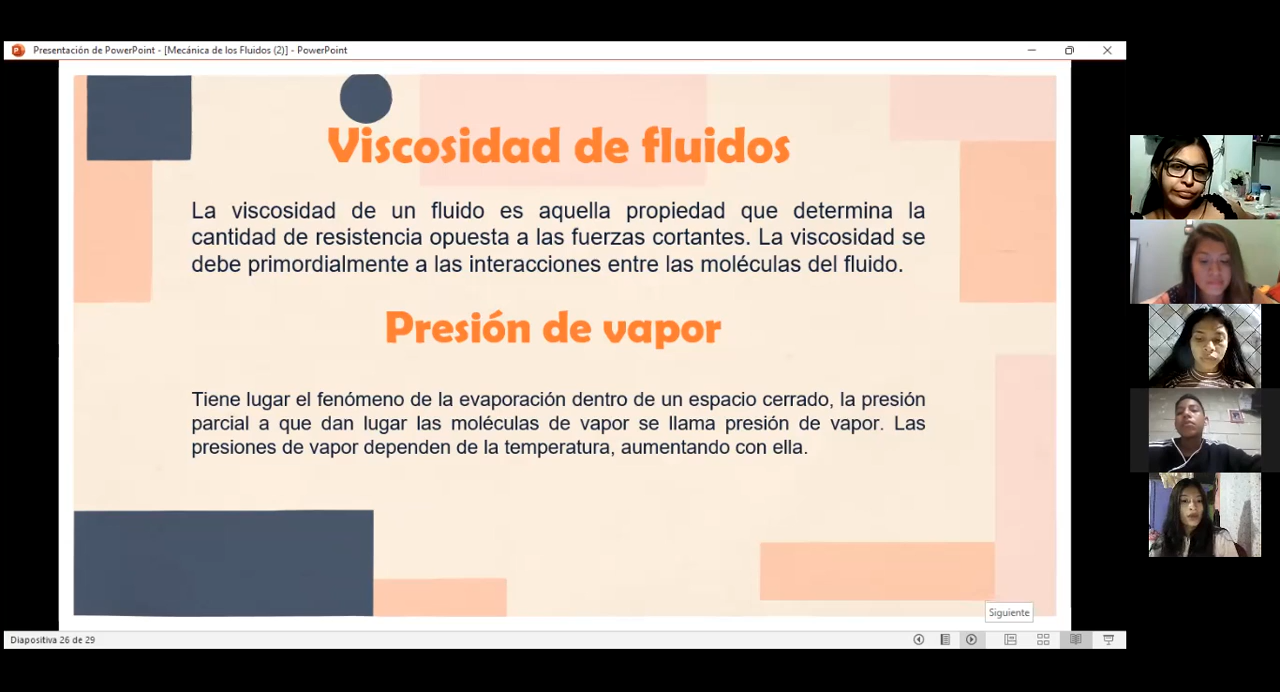 Presentación de PowerPoint - [Mecánica de los Fluidos (2)] - PowerPoint
Viscosidad de fluidos
La viscosidad de un fluido es aquella propiedad que determina la
cantidad de resistencia opuesta a las fuerzas cortantes. La viscosidad se
debe primordialmente a las interacciones entre las moléculas del fluido.
Presión de vapor
Tiene lugar el fenómeno de la evaporación dentro de un espacio cerrado, la presión
parcial a que dan lugar las moléculas de vapor se llama presión de vapor. Las
presiones de vapor dependen de la temperatura, aumentando con ella.
Siguiente
Diapositiva 26 de 29